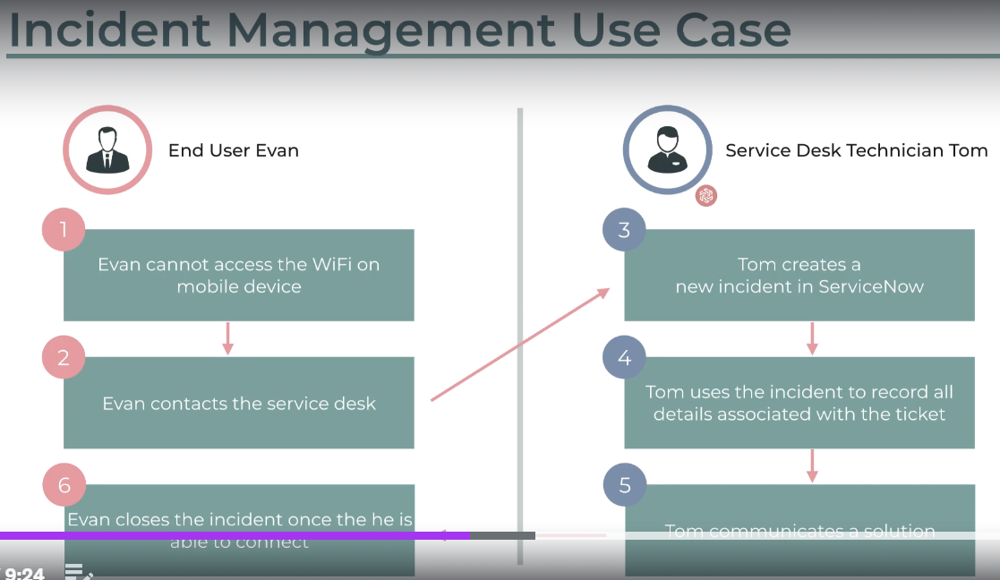 Incident Management Use Case
End User Evan
1
Evan cannot access the WiFi on
mobile device
2
Evan contacts the service desk
6
Evan closes the incident once the he is
able to connect
Service Desk Technician Tom
3
Tom creates a
new incident in ServiceNow
4
Tom uses the incident to record all
details associated with the ticket
5
Tom communicates a solution
9:24